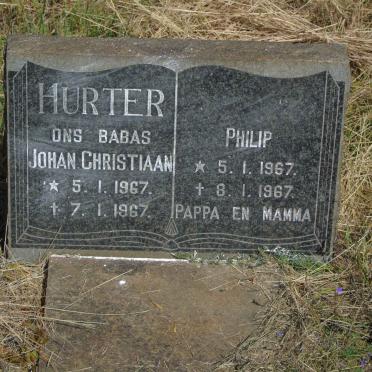 HURTER
ONS BABAS
JOHAN CHRISTIAAN
* 5.1.1967.
+ 7.1.1967.
PHILIP
* 5.1.1967.
+ 8.1.1967.
PAPPA EN MAMMA